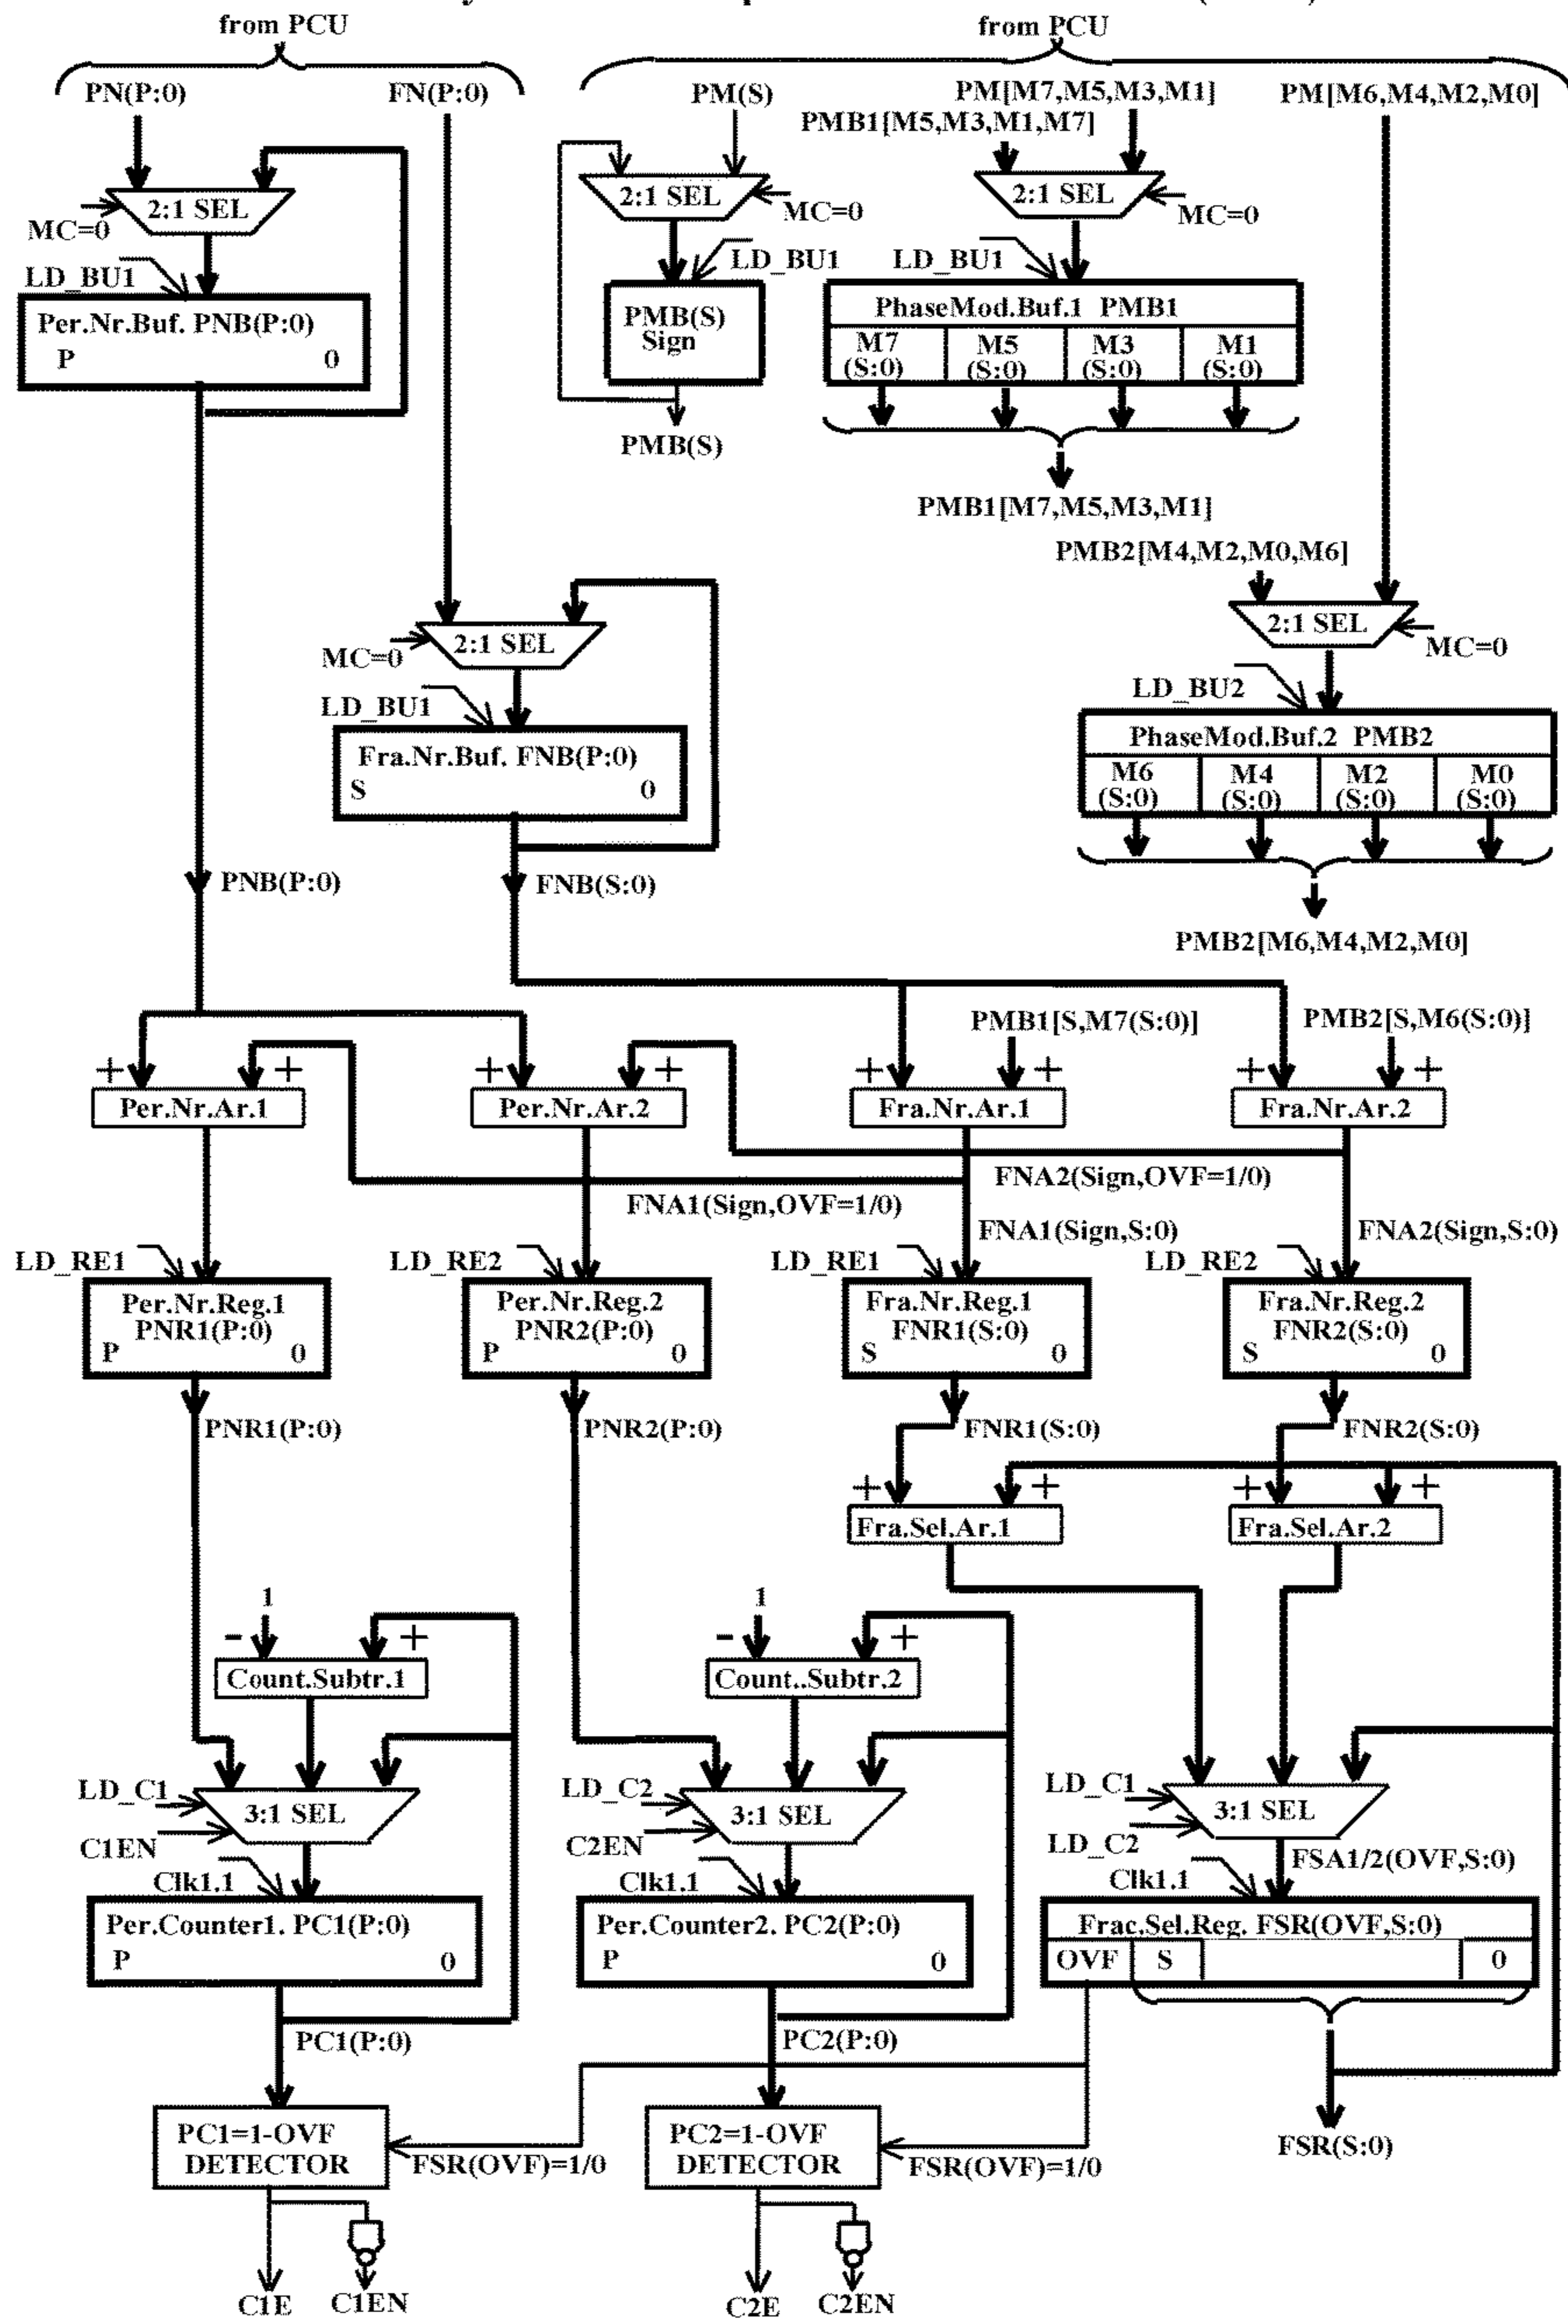 from PCU
from PCU
PN(P:0)
FN(P:0)
PM(S)
PM[M7,M5,M3,M1]
PM[M6,M4,M2,M0]
PMB1[M5,M3,M1,M7]
2:1 SEL
MC=0
2:1 SEL
MC=0
2:1 SEL
MC=0
LD_BU1
LD_BU1
LD_BU1
Per.Nr.Buf. PNB(P:0)
P 0
PMB(S)
Sign
PhaseMod.Buf.1 PMB1
M7 M5 M3 M1
(S:0) (S:0) (S:0) (S:0)
PMB(S)
PMB1[M7,M5,M3,M1]
PMB2[M4,M2,M0,M6]
2:1 SEL
MC=0
2:1 SEL
MC=0
LD_BU1
LD_BU2
Fra.Nr.Buf. FNB(P:0)
S 0
PhaseMod.Buf.2 PMB2
M6 M4 M2 M0
(S:0) (S:0) (S:0) (S:0)
PNB(P:0)
FNB(S:0)
PMB2[M6,M4,M2,M0]
PMB1[S,M7(S:0)]
PMB2[S,M6(S:0)]
+ + + + + + + +
Per.Nr.Ar.1
Per.Nr.Ar.2
Fra.Nr.Ar.1
Fra.Nr.Ar.2
FNA2(Sign,OVF=1/0)
FNA1(Sign,OVF=1/0)
FNA1(Sign,S:0)
FNA2(Sign,S:0)
LD_RE1
LD_RE2
LD_RE1
LD_RE2
Per.Nr.Reg.1
PNR1(P:0)
P 0
Per.Nr.Reg.2
PNR2(P:0)
P 0
Fra.Nr.Reg.1
FNR1(S:0)
S 0
Fra.Nr.Reg.2
FNR2(S:0)
S 0
PNR1(P:0)
PNR2(P:0)
FNR1(S:0)
FNR2(S:0)
+ + + +
Fra.Sel.Ar.1
Fra.Sel.Ar.2
1
1
- +
- +
Count.Subtr.1
Count..Subtr.2
LD_C1
3:1 SEL
C1EN
LD_C2
3:1 SEL
C2EN
LD_C1
3:1 SEL
LD_C2
FSA1/2(OVF,S:0)
Clk1.1
Clk1.1
Clk1.1
Per.Counter1. PC1(P:0)
P 0
Per.Counter2. PC2(P:0)
P 0
Frac.Sel.Reg. FSR(OVF,S:0)
OVF S 0
PC1(P:0)
PC2(P:0)
PC1=1-OVF
DETECTOR
FSR(OVF)=1/0
PC2=1-OVF
DETECTOR
FSR(OVF)=1/0
FSR(S:0)
C1E
C1EN
C2E
C2EN